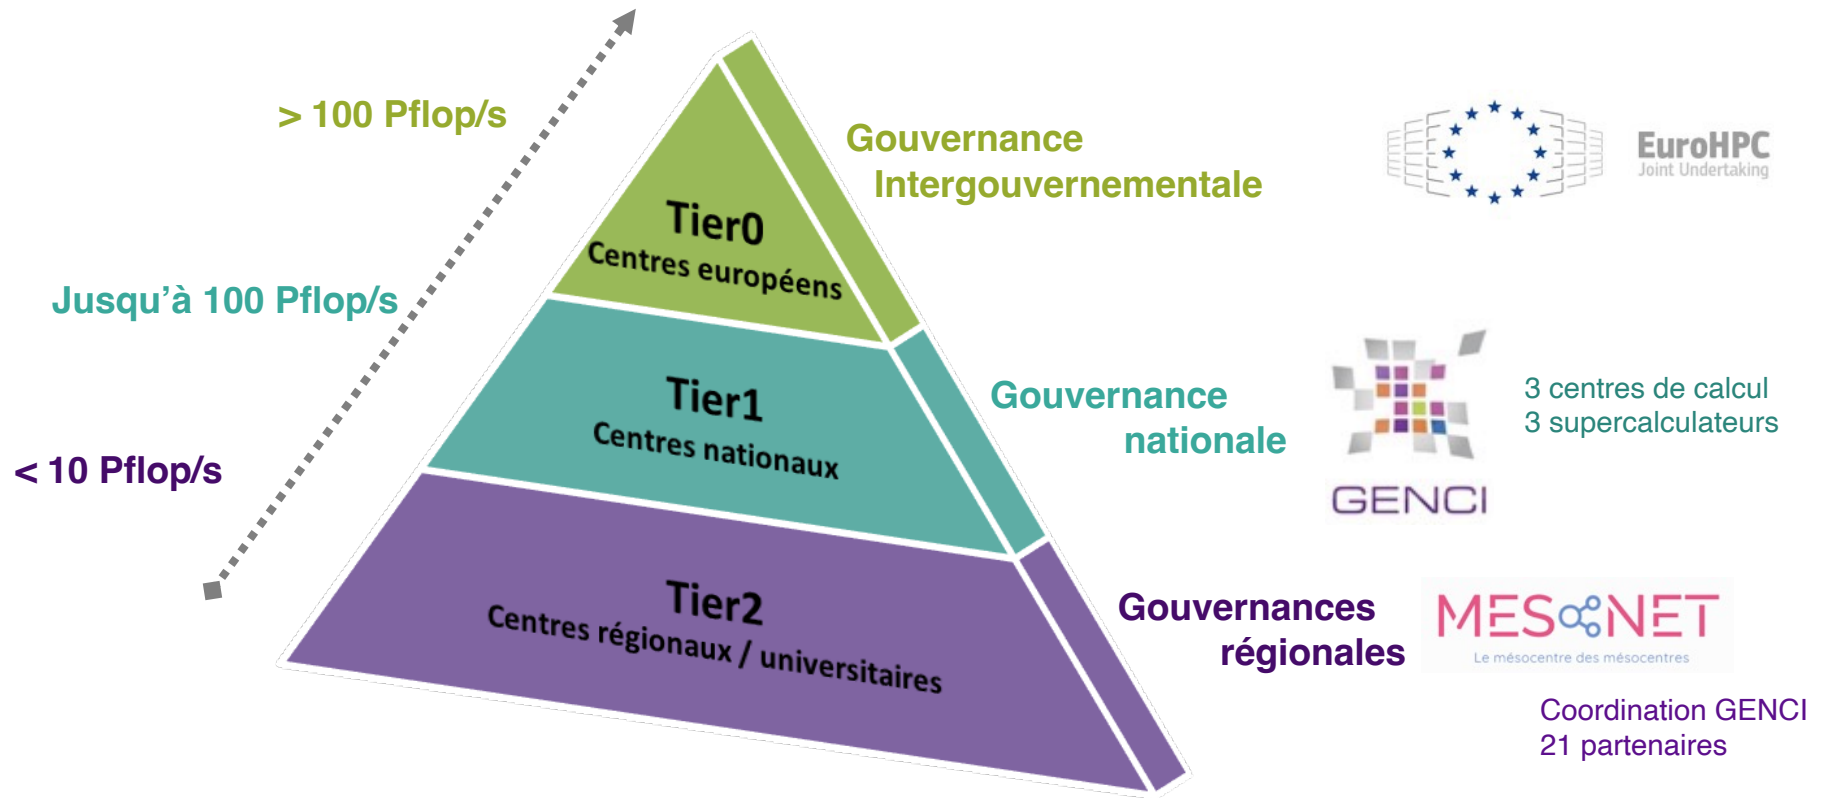 > 100 Pflop/s
Jusqu'à 100 Pflop/s
< 10 Pflop/s
Tier0
Centres européens
Tier1
Centres nationaux
Tier2
Centres régionaux / universitaires
Gouvernance
Intergouvernementale
EuroHPC
Joint Undertaking
Gouvernance
nationale
GENCI
3 centres de calcul
3 supercalculateurs
Gouvernances
régionales
MESONET
Le mésocentre des mésocentres
Coordination GENCI
21 partenaires